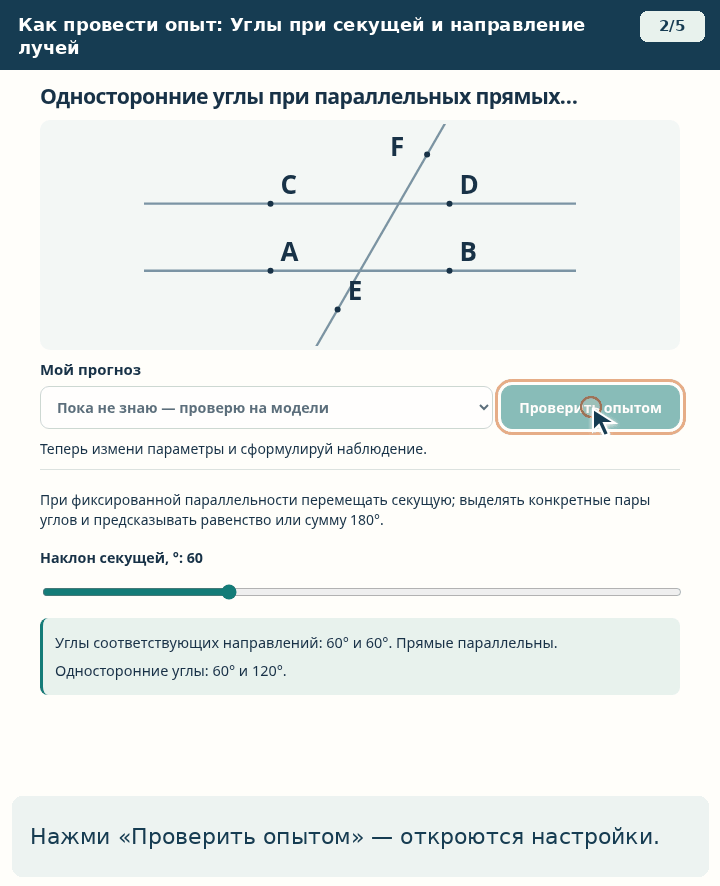 Как провести опыт: Углы при секущей и направление
лучей
2/5
Односторонние углы при параллельных прямых...
F
C
D
A
B
E
Мой прогноз
Пока не знаю — проверю на модели
Проверить опытом
Теперь измени параметры и сформулируй наблюдение.
При фиксированной параллельности перемещать секущую; выделять конкретные пары
углов и предсказывать равенство или сумму 180°.
Наклон секущей, °: 60
Углы соответствующих направлений: 60° и 60°. Прямые параллельны.
Односторонние углы: 60° и 120°.
Нажми «Проверить опытом» — откроются настройки.